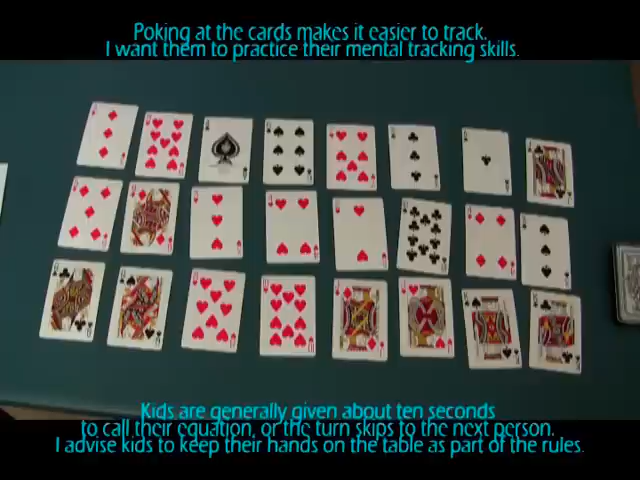 Poking at the cards makes it easier to track.
I want them to practice their mental tracking skills.
Kids are generally given about ten seconds
to call their equation, or the turn skips to the next person.
I advise kids to keep their hands on the table as part of the rules.